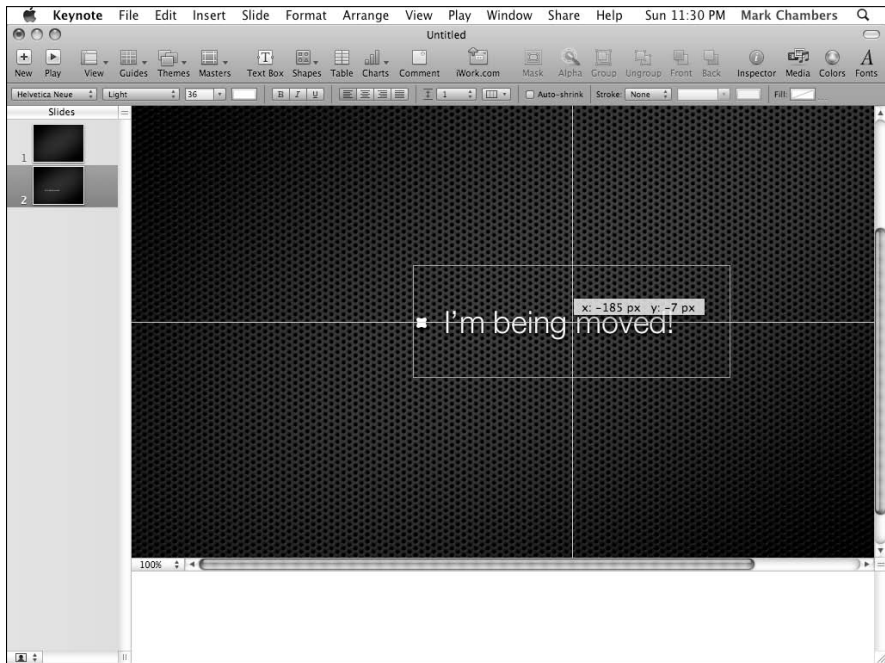 Keynote File Edit Insert Slide Format Arrange View Play Window Share Help Sun 11:30 PM Mark Chambers
Untitled
New Play View Guides Themes Masters Text Box Shapes Table Charts Comment iWork.com Mask Alpha Group Ungroup Front Back Inspector Media Colors Fonts
Helvetica Neue Light 36 B I U 1 Auto-shrink Stroke: None Fill:
Slides
1
2
x: -185 px y: -7 px
I'm being moved!
100%